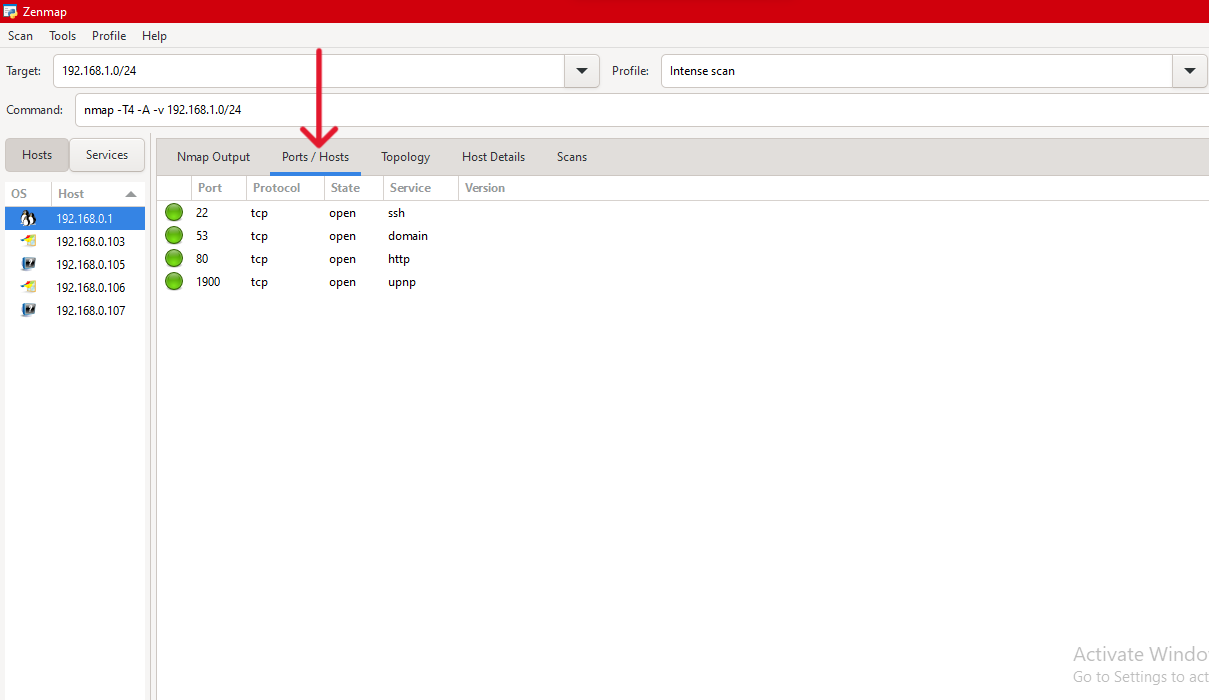 Zenmap
Scan Tools Profile Help
Target: 192.168.1.0/24 Profile: Intense scan
Command: nmap -T4 -A -v 192.168.1.0/24
Hosts Services Nmap Output Ports / Hosts Topology Host Details Scans
OS Host Port Protocol State Service Version
192.168.0.1 22 tcp open ssh
192.168.0.103 53 tcp open domain
192.168.0.105 80 tcp open http
192.168.0.106 1900 tcp open upnp
192.168.0.107
Activate Windo
Go to Settings to act